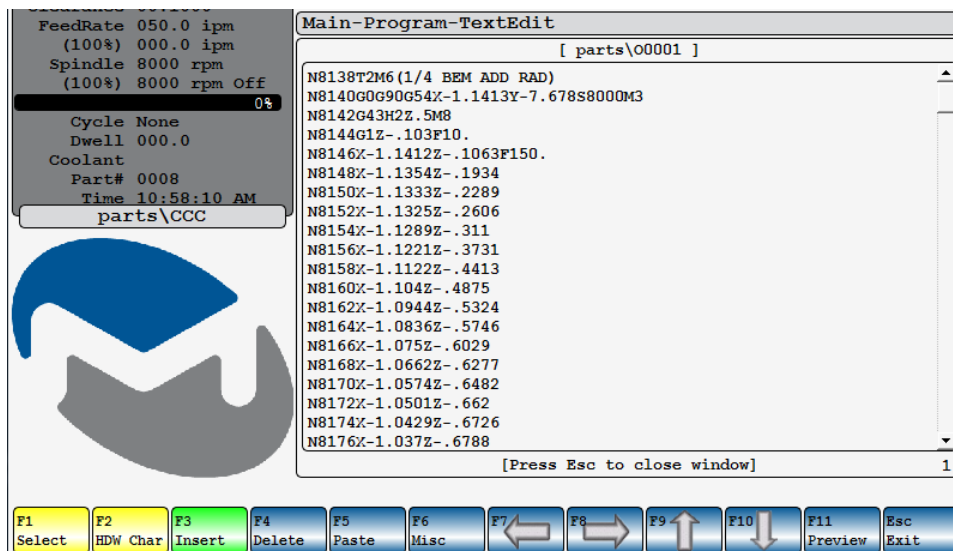 FeedRate 050.0 ipm
(100%) 000.0 ipm
Spindle 8000 rpm
(100%) 8000 rpm Off
0%
Cycle None
Dwell 000.0
Coolant
Part# 0008
Time 10:58:10 AM
parts\CCC
Main-Program-TextEdit
[ parts\O0001 ]
N8138T2M6(1/4 BEM ADD RAD)
N8140G0G90G54X-1.1413Y-7.678S8000M3
N8142G43H2Z.5M8
N8144G1Z-.103F10.
N8146X-1.1412Z-.1063F150.
N8148X-1.1354Z-.1934
N8150X-1.1333Z-.2289
N8152X-1.1325Z-.2606
N8154X-1.1289Z-.311
N8156X-1.1221Z-.3731
N8158X-1.1122Z-.4413
N8160X-1.104Z-.4875
N8162X-1.0944Z-.5324
N8164X-1.0836Z-.5746
N8166X-1.075Z-.6029
N8168X-1.0662Z-.6277
N8170X-1.0574Z-.6482
N8172X-1.0501Z-.662
N8174X-1.0429Z-.6726
N8176X-1.037Z-.6788
[Press Esc to close window]
1
F1 F2 F3 F4 F5 F6 F7 F8 F9 F10 F11 Esc
Select HDW Char Insert Delete Paste Misc Preview Exit